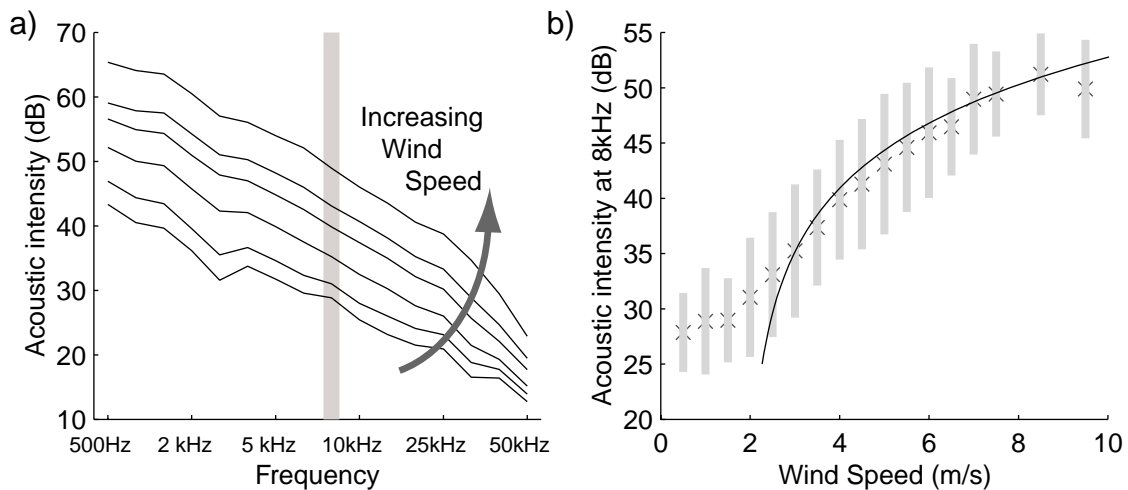 a)
70
60
50
40
30
20
10
Acoustic intensity (dB)
500Hz 2 kHz 5 kHz 10kHz 25kHz 50kHz
Frequency
Increasing
Wind
Speed
b)
55
50
45
40
35
30
25
20
Acoustic intensity at 8kHz (dB)
0 2 4 6 8 10
Wind Speed (m/s)